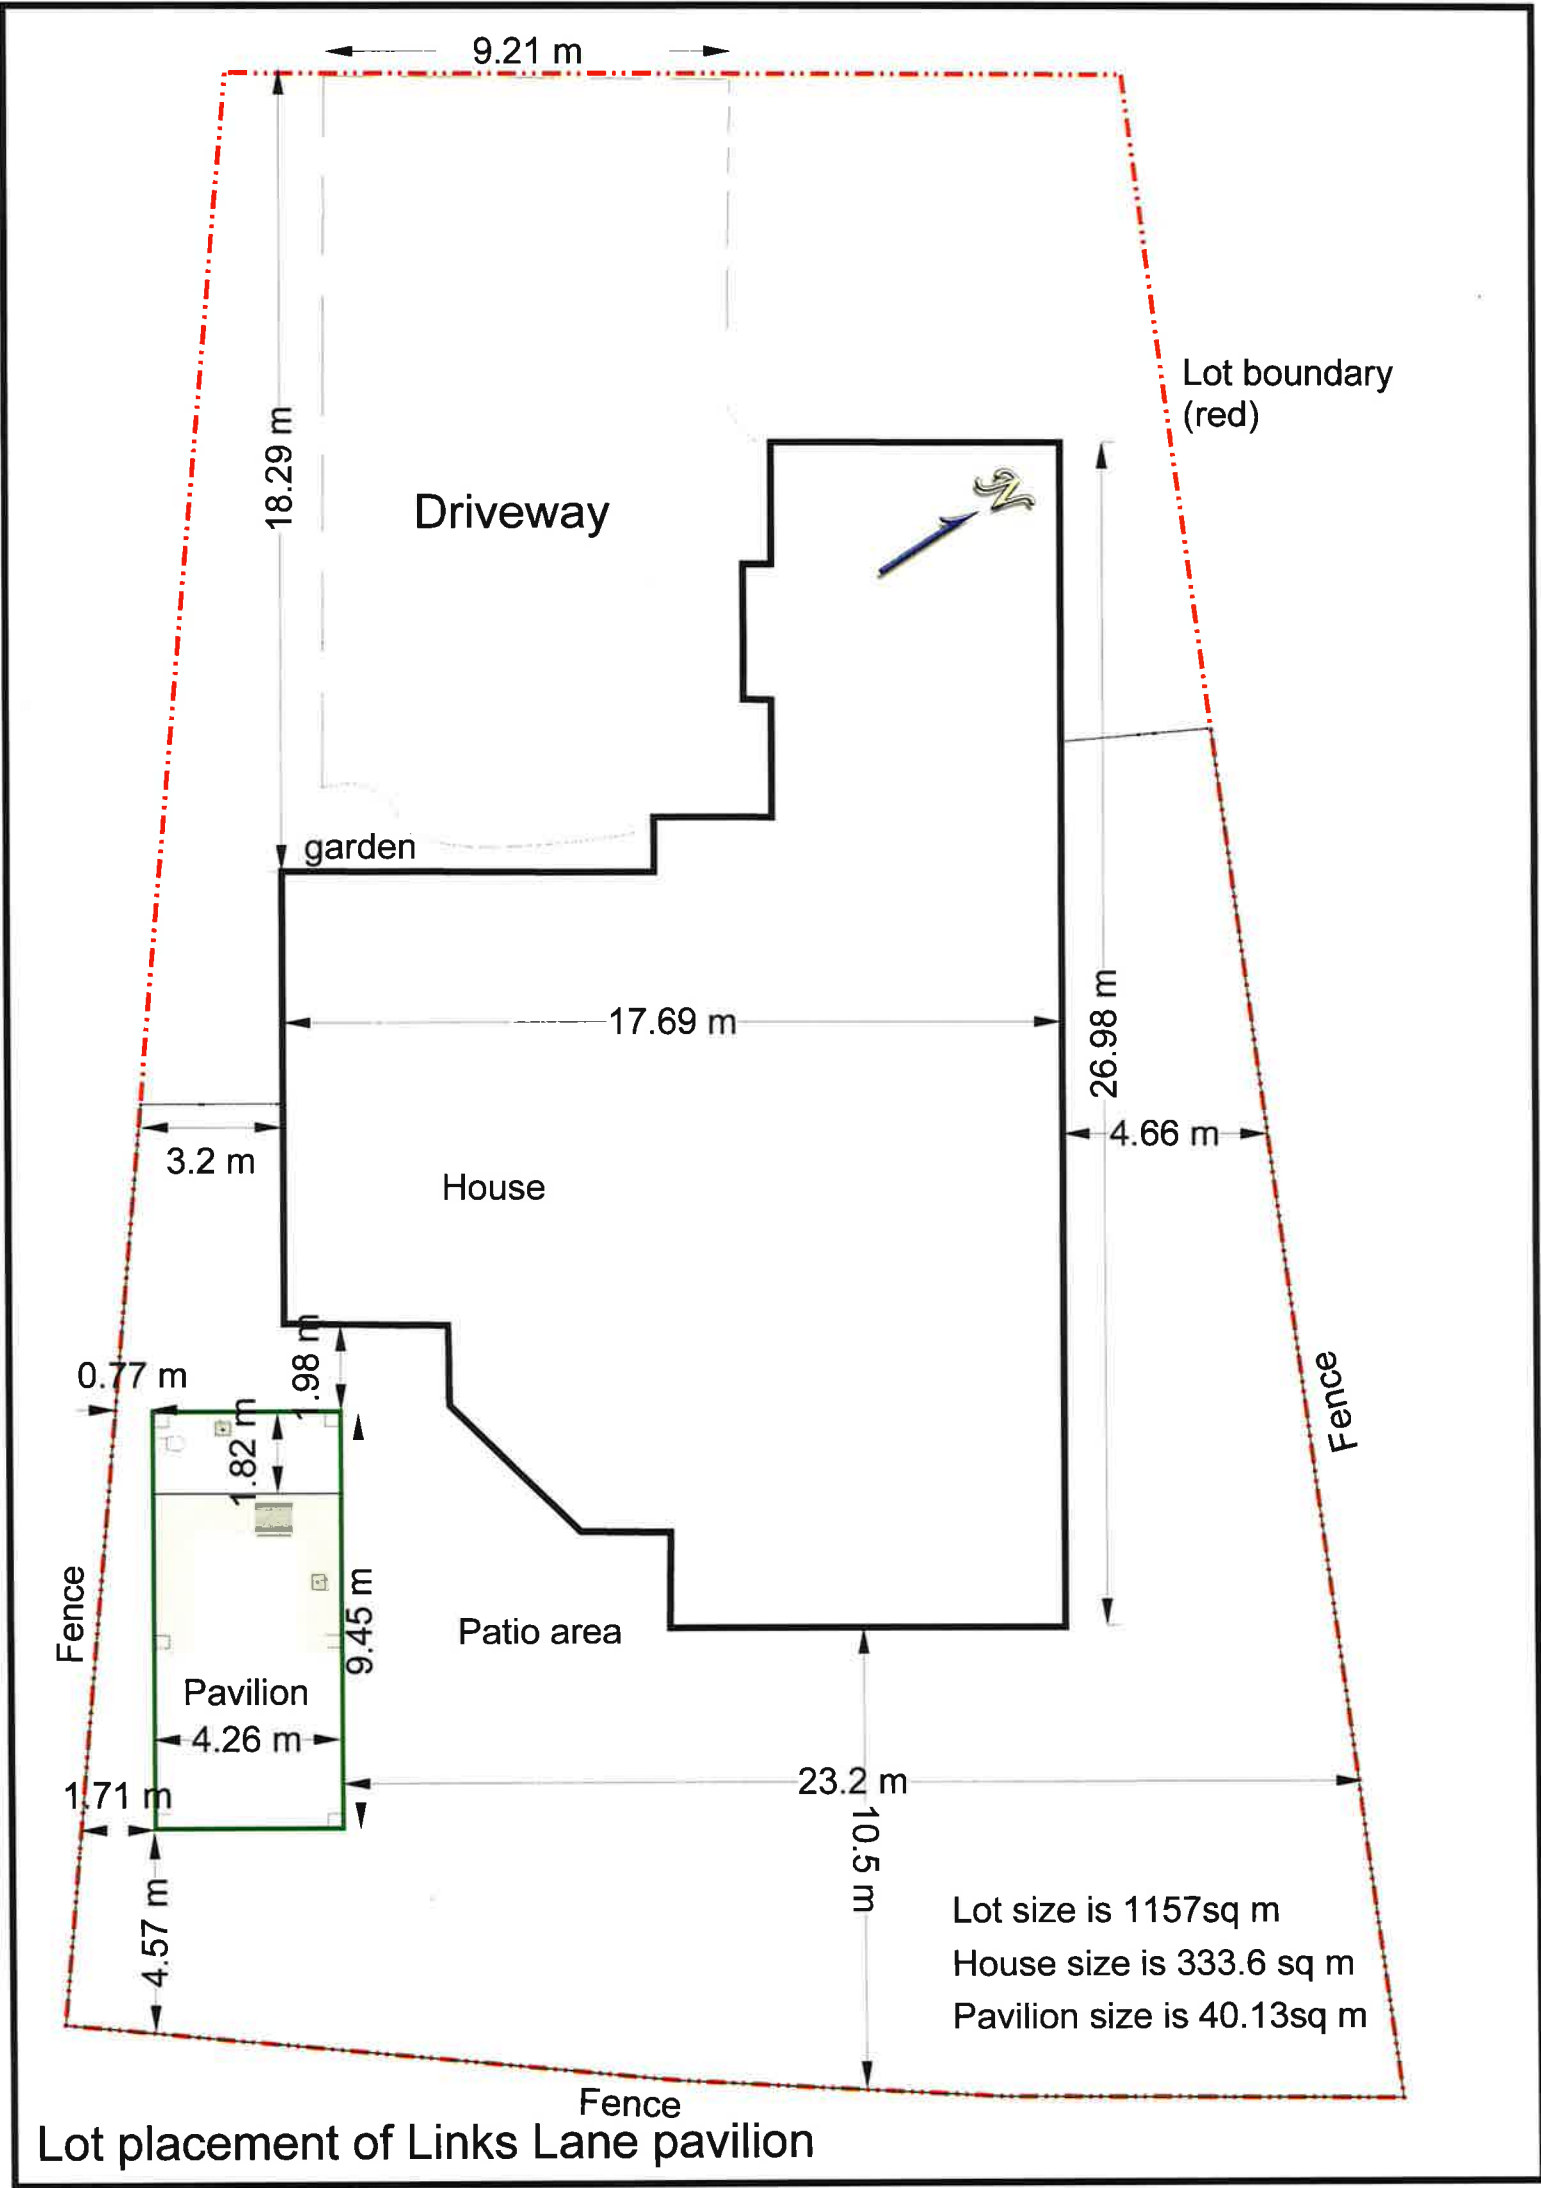 9.21 m
Lot boundary
(red)
18.29 m
Driveway
N
garden
17.69 m
26.98 m
4.66 m
3.2 m
House
1.98 m
0.77 m
Fence
1.82 m
Fence
9.45 m
Patio area
Pavilion
4.26 m
23.2 m
1.71 m
10.5 m
4.57 m
Lot size is 1157sq m
House size is 333.6 sq m
Pavilion size is 40.13sq m
Fence
Lot placement of Links Lane pavilion